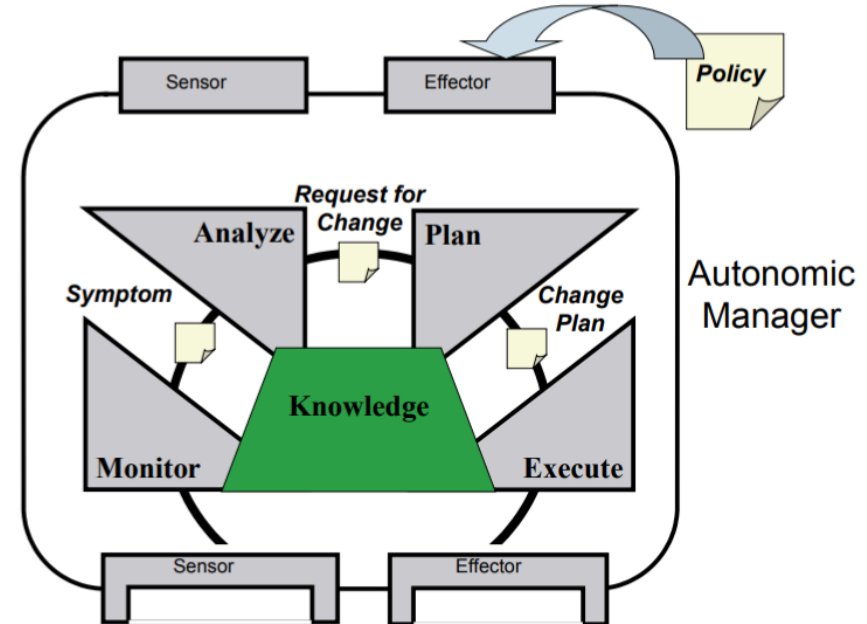 Sensor
Effector
Policy
Request for
Change
Analyze
Plan
Symptom
Change
Plan
Autonomic
Manager
Knowledge
Monitor
Execute
Sensor
Effector